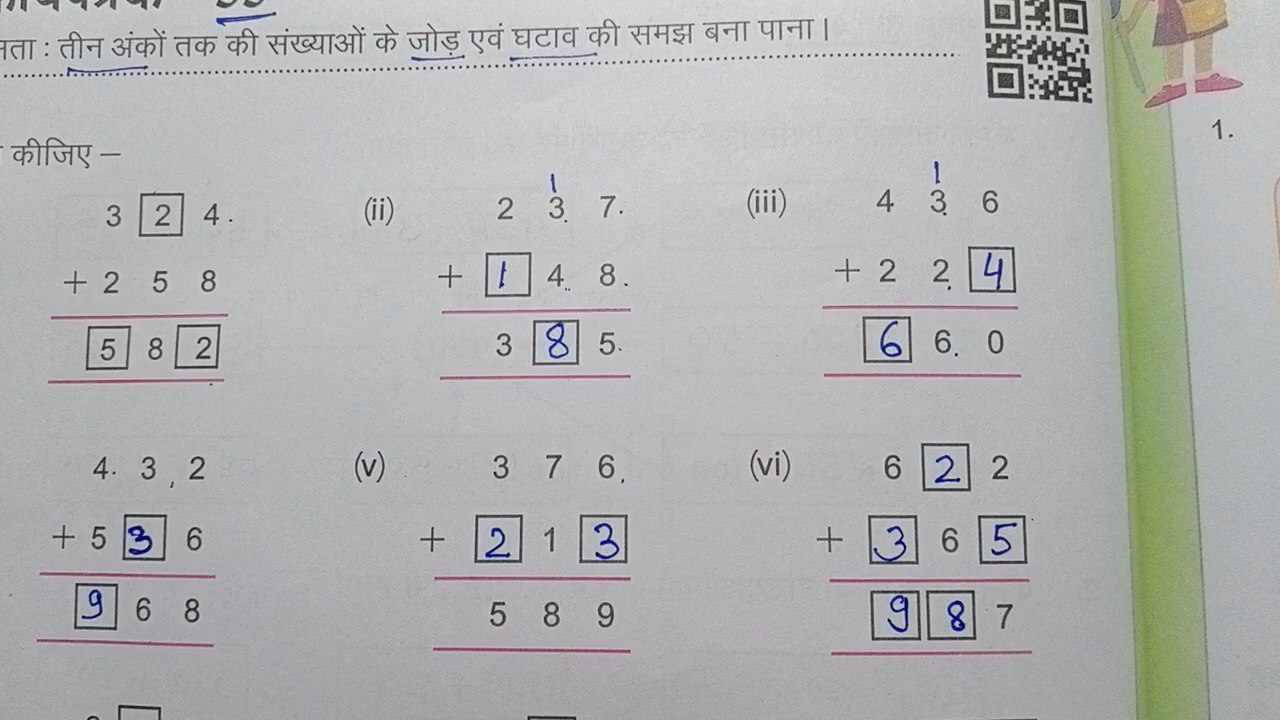 ता : तीन अंकों तक की संख्याओं के जोड़ एवं घटाव की समझ बना पाना।
कीजिए –
3 2 4
+ 2 5 8
5 8 2
(ii)
1
2 3 7
+ 1 4 8
3 8 5
(iii)
1
4 3 6
+ 2 2 4
6 6 0
1.
4 3 2
+ 5 3 6
9 6 8
(v)
3 7 6
+ 2 1 3
5 8 9
(vi)
6 2 2
+ 3 6 5
9 8 7